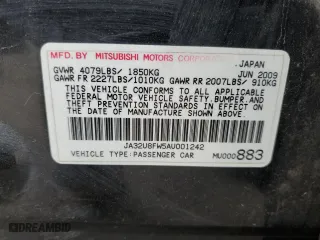 MFD BY MITSUBISHI MOTORS CORPORATION
JAPAN
GVWR 4079LBS/ 1850KG JUN 2009
GAWR FR 2227LBS/1010KG GAWR RR 2007LBS/ 910KG
THIS VEHICLE CONFORMS TO ALL APPLICABLE
FEDERAL MOTOR VEHICLE SAFETY, BUMPER, AND
THEFT PREVENTION STANDARDS IN EFFECT
ON THE DATE OF MANUFACTURE SHOWN ABOVE.
JA32U8FW5AU001242
VEHICLE TYPE:PASSENGER CAR MU000883